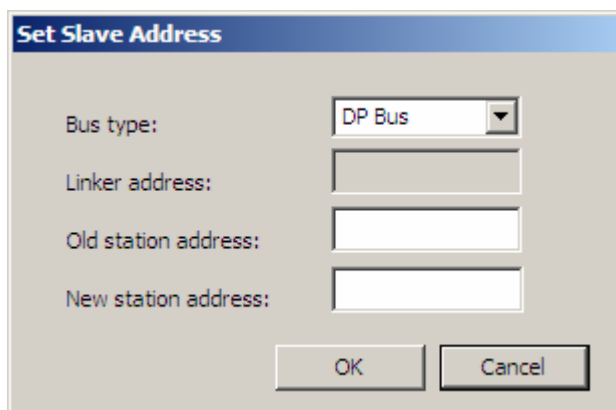 Set Slave Address
Bus type: DP Bus
Linker address:
Old station address:
New station address:
OK Cancel